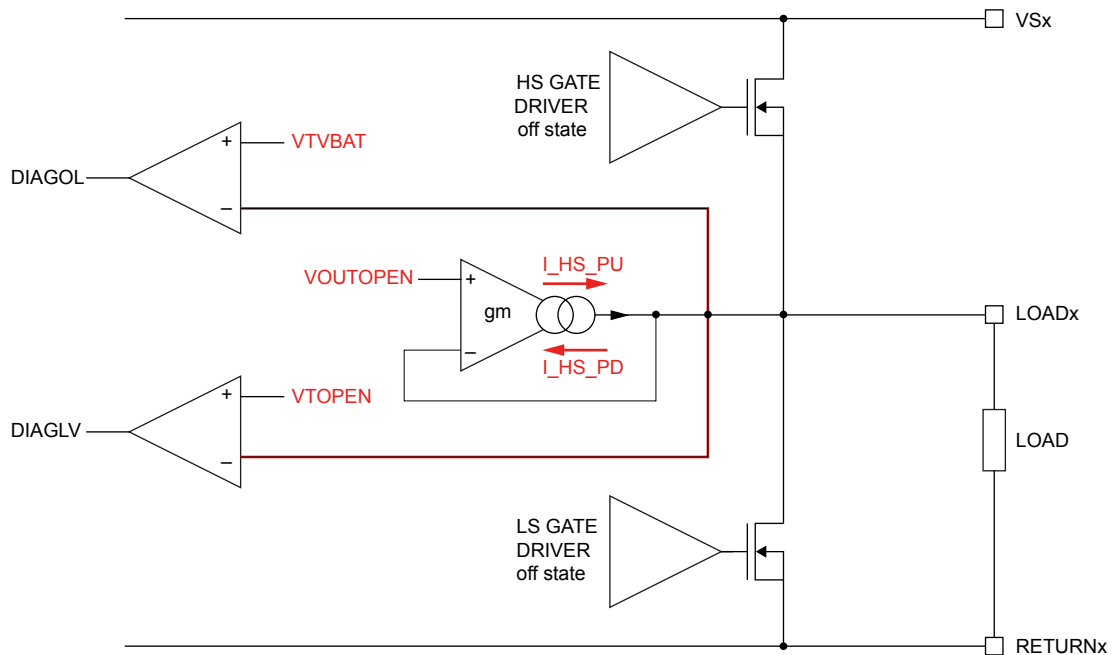 VSx
HS GATE
DRIVER
off state
+
VTVBAT
DIAGOL
−
I_HS_PU
VOUTOPEN
+
gm
LOADx
−
I_HS_PD
+
VTOPEN
DIAGLV
−
LOAD
LS GATE
DRIVER
off state
RETURNx